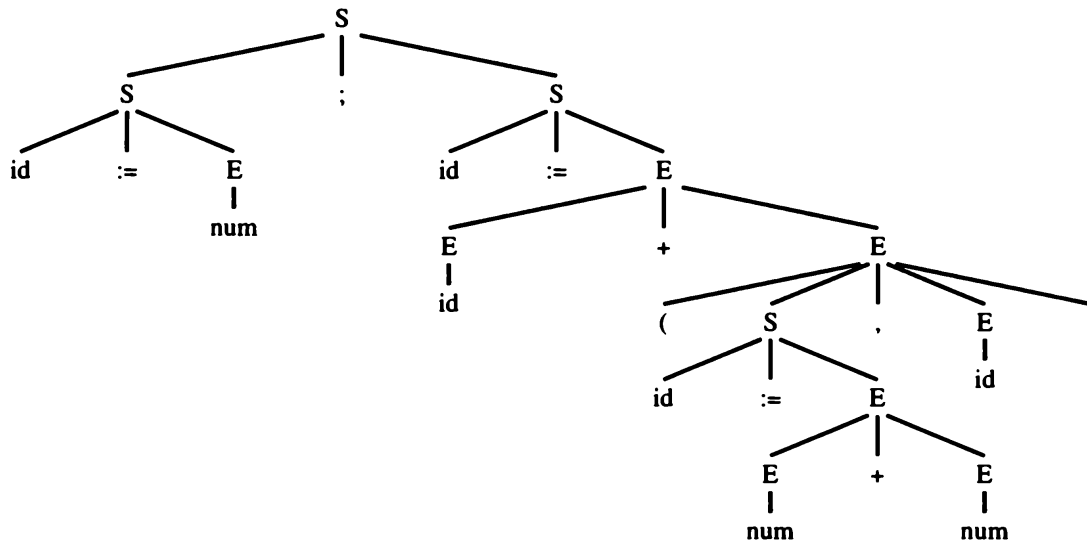 S
S ; S
id := E id := E
num
E + E
id
( S , E
id := E id
E + E
num num